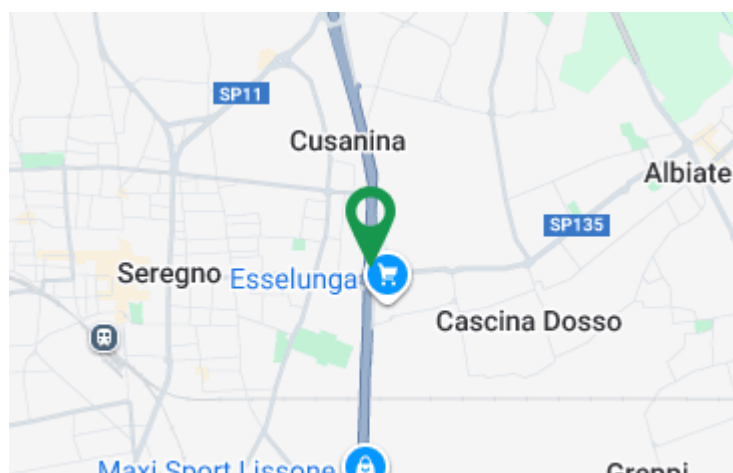 SP11
Cusanina
Albiate
SP135
Seregno
Esselunga
Cascina Dosso
Maxi Sport Lissone